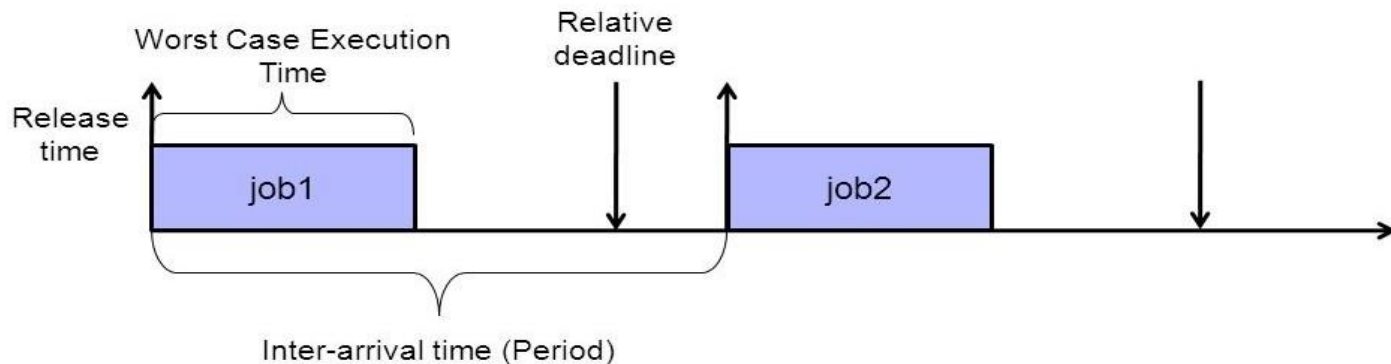 Worst Case Execution
Time
Relative
deadline
Release
time
job1
job2
Inter-arrival time (Period)